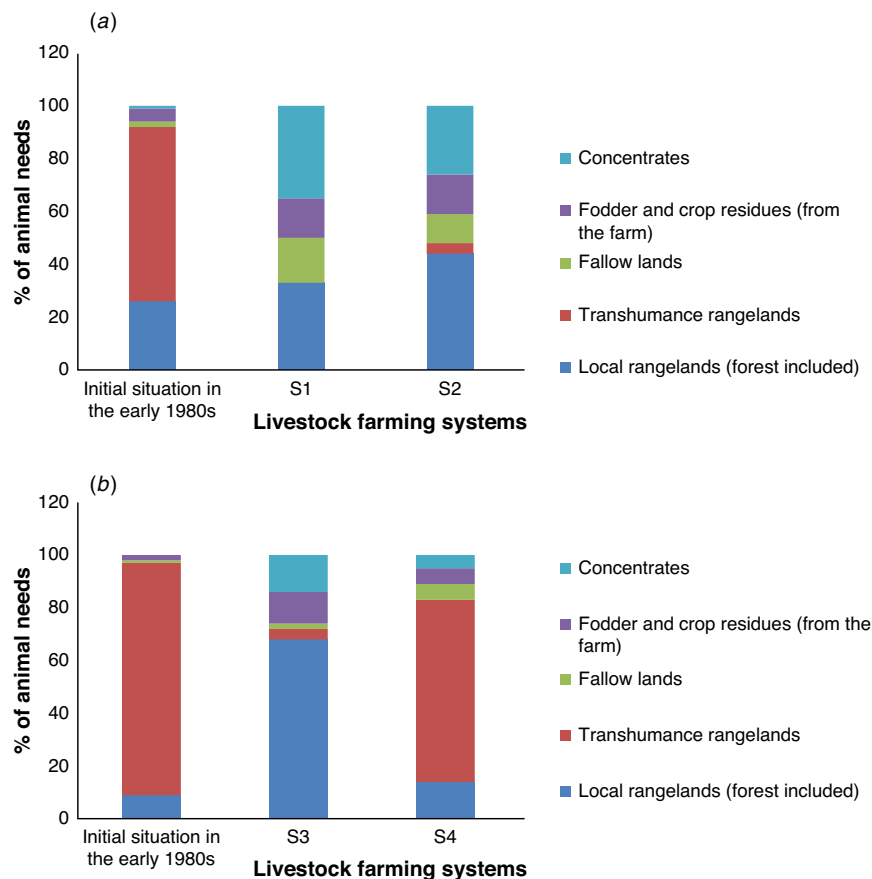 (a)
120
100
80
60
40
20
0
% of animal needs
Initial situation in
the early 1980s
S1
S2
Livestock farming systems
Concentrates
Fodder and crop residues (from
the farm)
Fallow lands
Transhumance rangelands
Local rangelands (forest included)
(b)
120
100
80
60
40
20
0
% of animal needs
Initial situation in
the early 1980s
S3
S4
Livestock farming systems
Concentrates
Fodder and crop residues (from the
farm)
Fallow lands
Transhumance rangelands
Local rangelands (forest included)